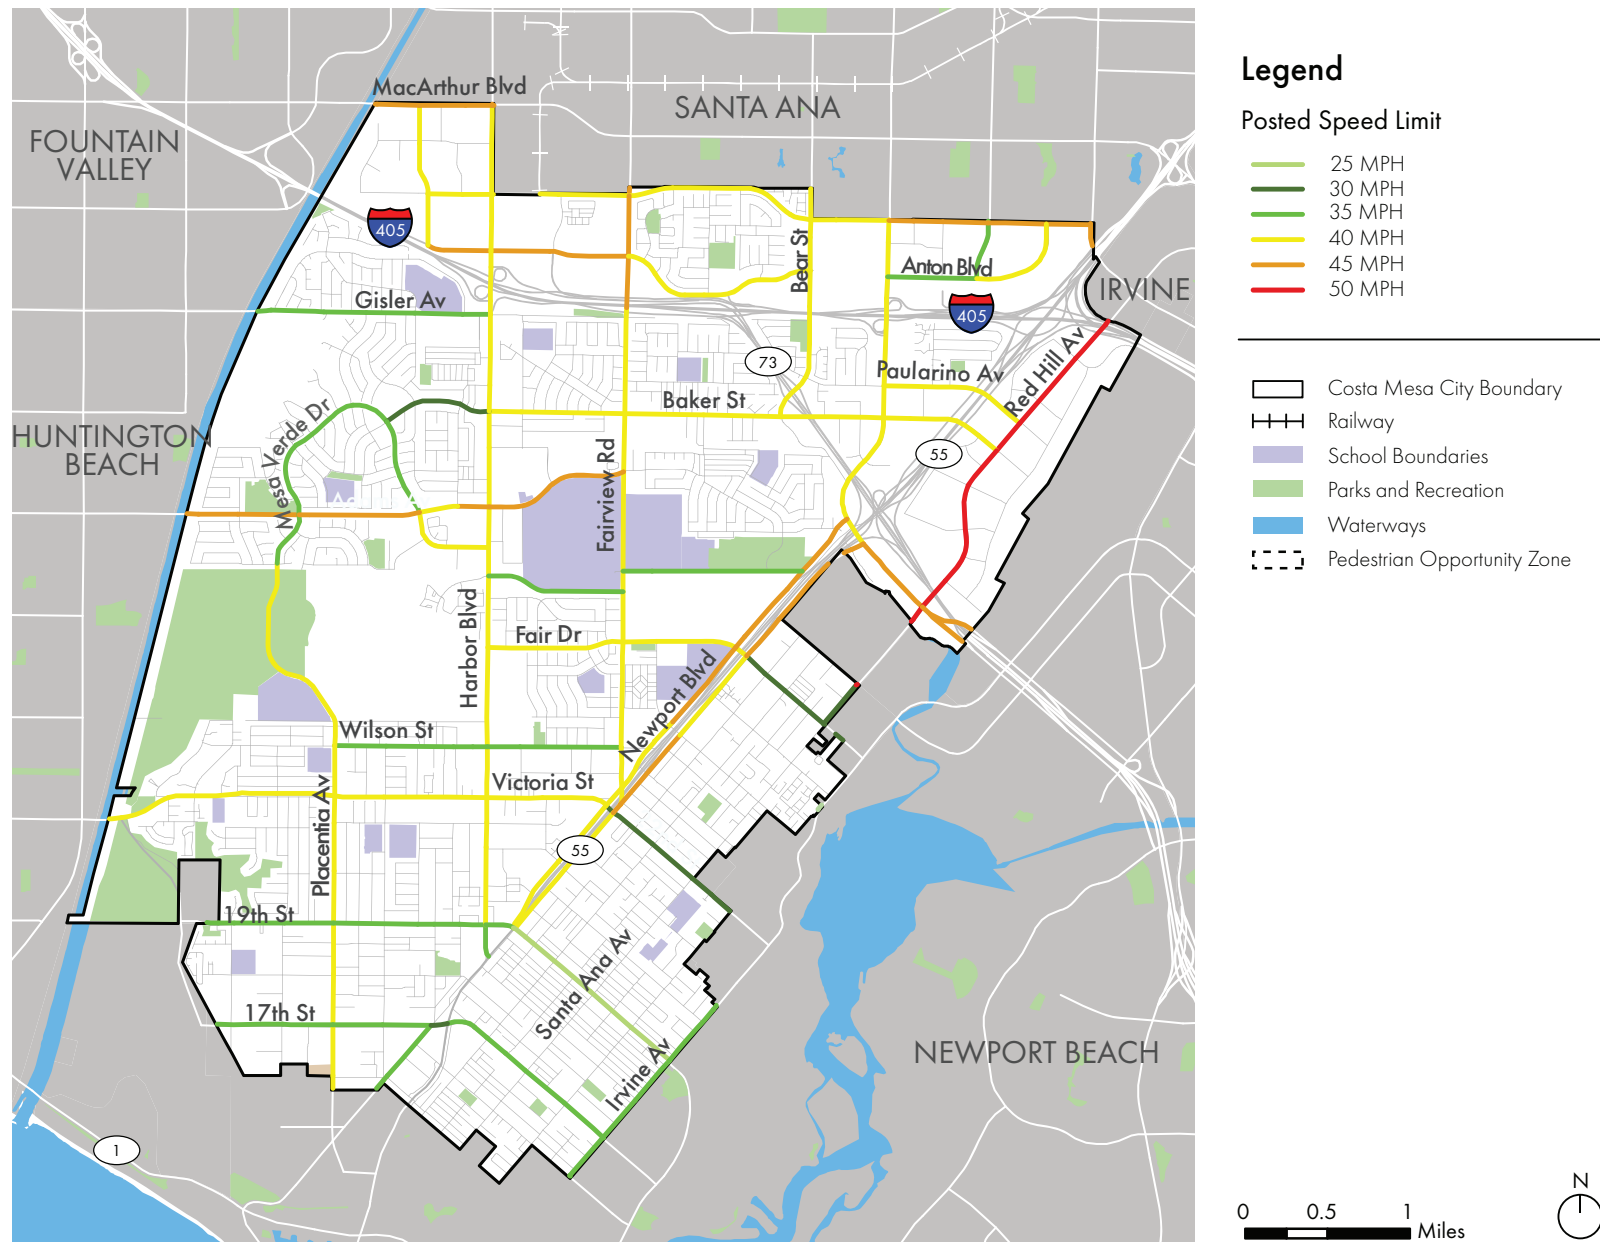 MacArthur Blvd
SANTA ANA
FOUNTAIN
VALLEY
405
Bear St
Anton Blvd
IRVINE
Gisler Av
405
73
Paularino Av
Red Hill Av
Baker St
Mesa Verde Dr
HUNTINGTON
BEACH
55
Fairview Rd
Harbor Blvd
Fair Dr
Newport Blvd
Wilson St
Victoria St
Placentia Av
55
19th St
Santa Ana Av
17th St
Irvine Av
NEWPORT BEACH
1
Legend
Posted Speed Limit
25 MPH
30 MPH
35 MPH
40 MPH
45 MPH
50 MPH
Costa Mesa City Boundary
Railway
School Boundaries
Parks and Recreation
Waterways
Pedestrian Opportunity Zone
N
0 0.5 1
Miles